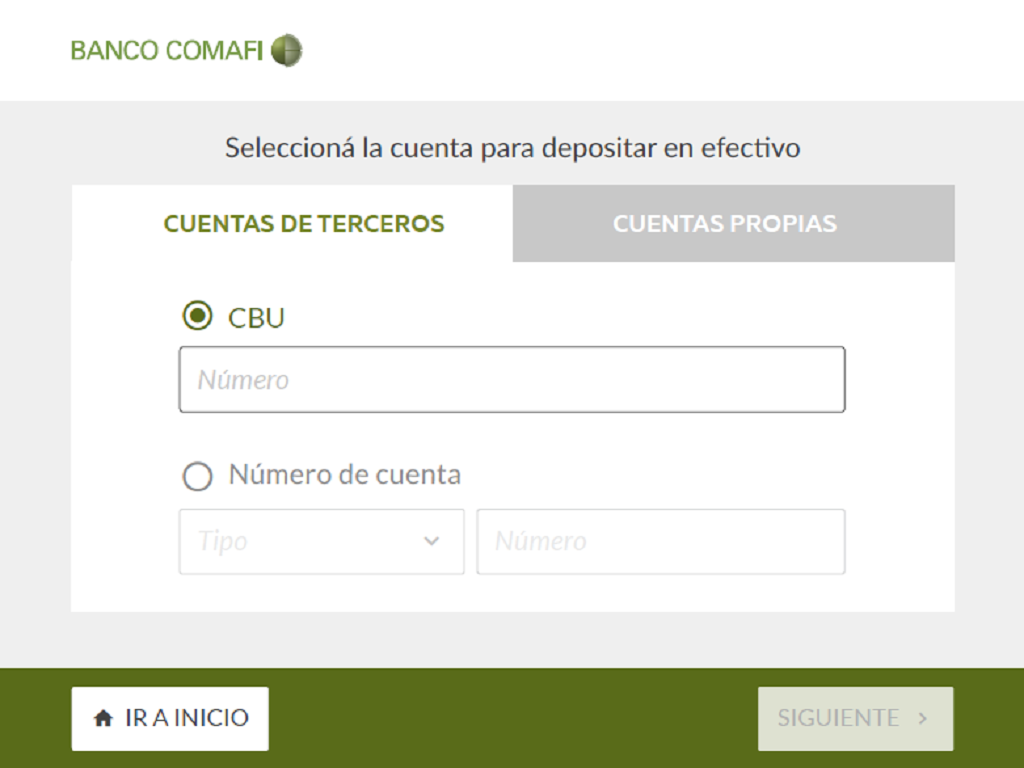 BANCO COMAFI
Seleccioná la cuenta para depositar en efectivo
CUENTAS DE TERCEROS
CUENTAS PROPIAS
CBU
Número
Número de cuenta
Tipo
Número
IR A INICIO
SIGUIENTE